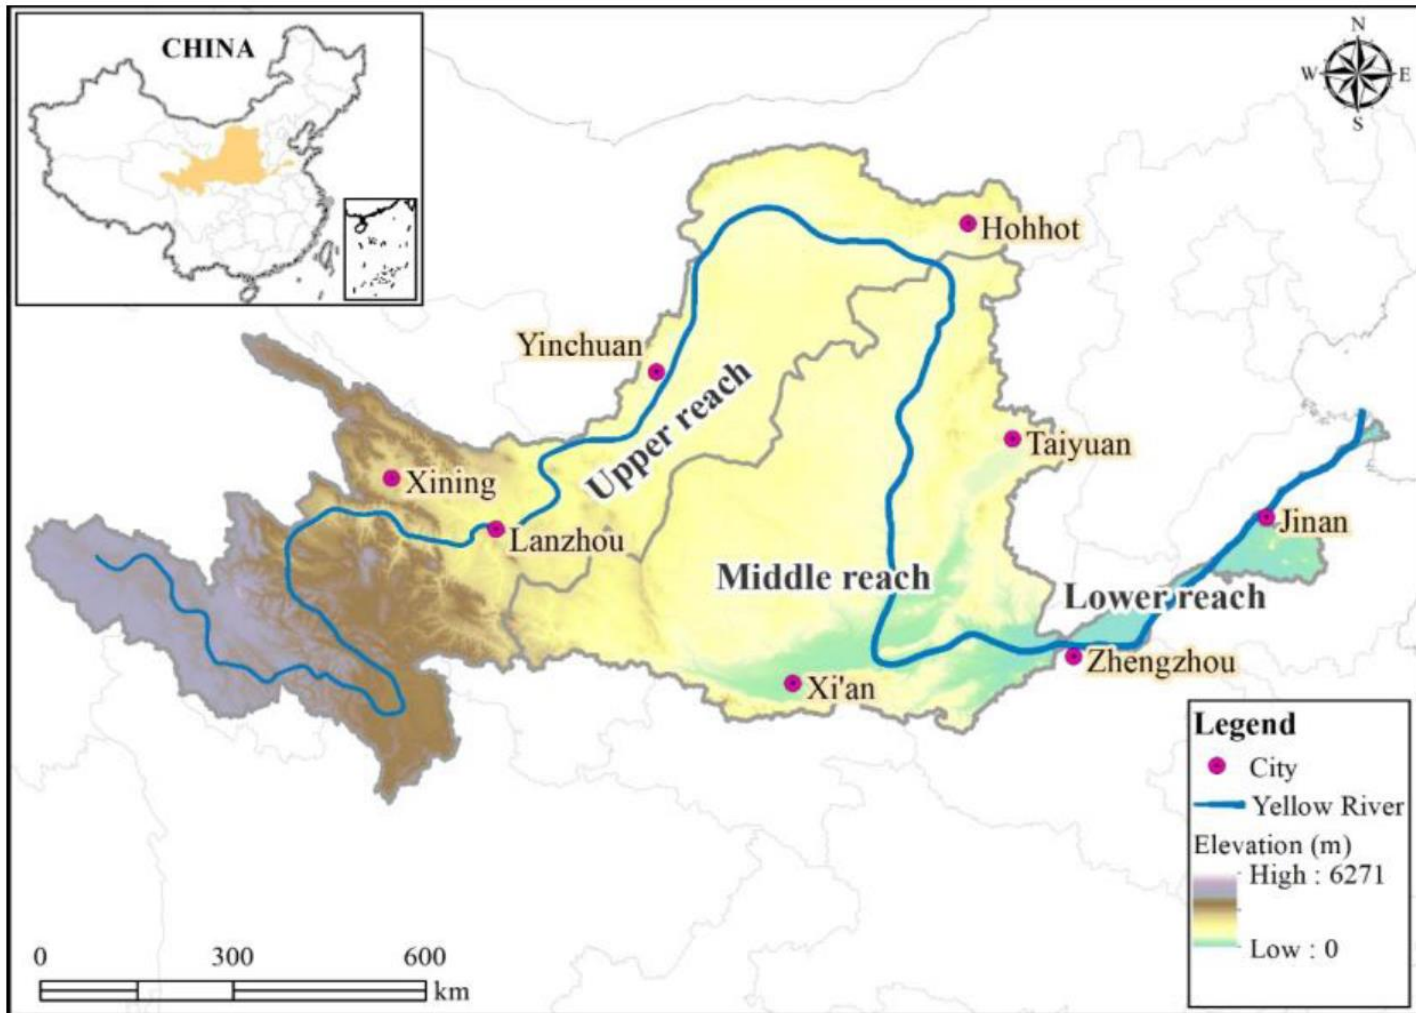 CHINA
N
W
E
S
Hohhot
Yinchuan
Upper reach
Taiyuan
Xining
Lanzhou
Jinan
Middle reach
Lower reach
Zhengzhou
Xi'an
Legend
City
Yellow River
Elevation (m)
High : 6271
Low : 0
0 300 600
km